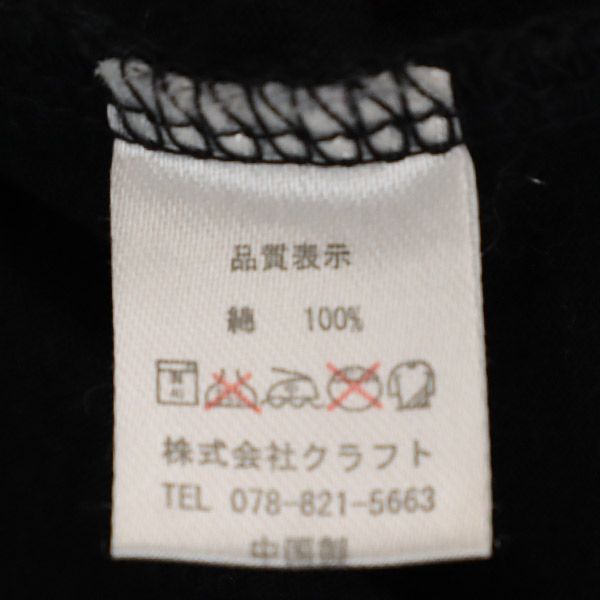 品質表示
綿 100%
株式会社クラフト
TEL 078-821-5663
中国製